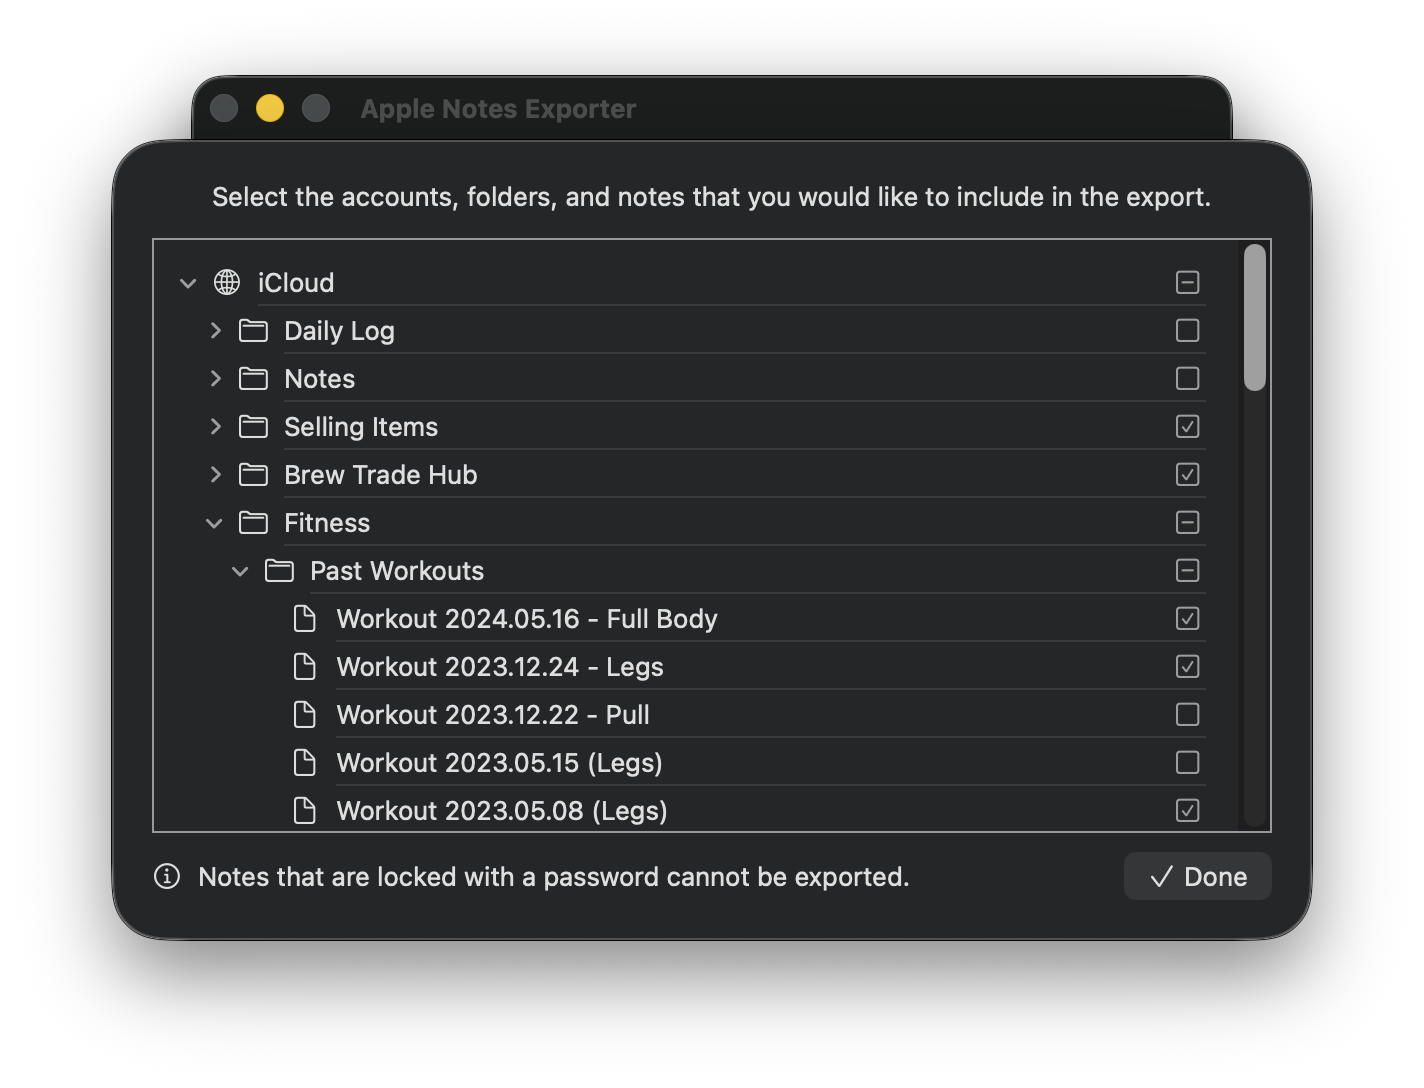 Apple Notes Exporter
Select the accounts, folders, and notes that you would like to include in the export.
iCloud
Daily Log
Notes
Selling Items
Brew Trade Hub
Fitness
Past Workouts
Workout 2024.05.16 - Full Body
Workout 2023.12.24 - Legs
Workout 2023.12.22 - Pull
Workout 2023.05.15 (Legs)
Workout 2023.05.08 (Legs)
Notes that are locked with a password cannot be exported.
Done